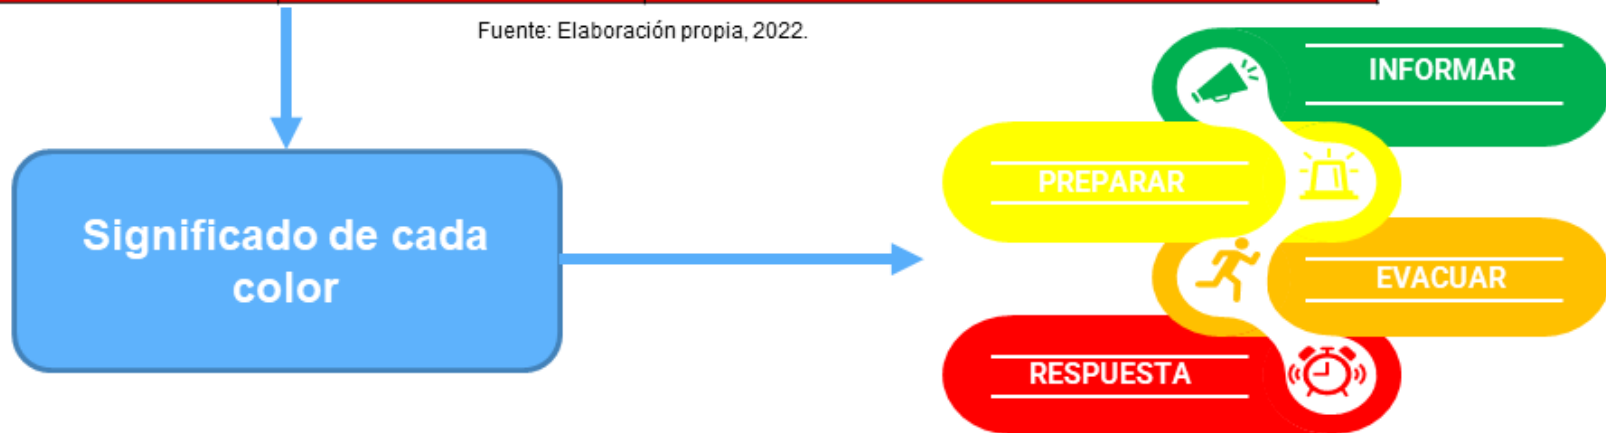 Fuente: Elaboración propia, 2022.
INFORMAR
PREPARAR
Significado de cada
color
EVACUAR
RESPUESTA